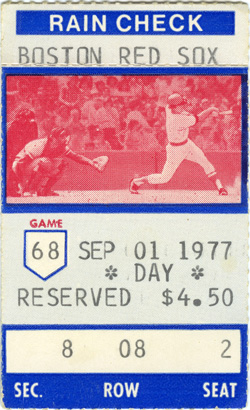 RAIN CHECK
BOSTON RED SOX
GAME
68 SEP 01 1977
* DAY *
RESERVED $4.50
8 08 2
SEC. ROW SEAT